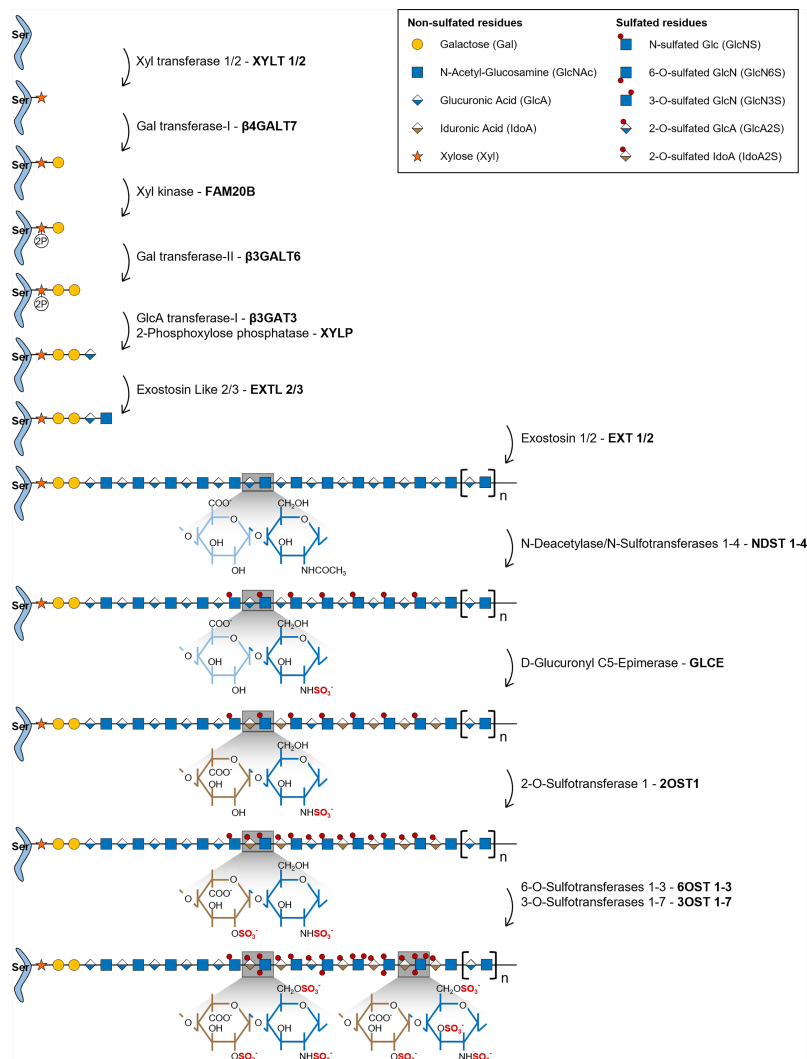 Non-sulfated residues
Sulfated residues
Galactose (Gal)
N-sulfated Glc (GlcNS)
N-Acetyl-Glucosamine (GlcNAc)
6-O-sulfated GlcN (GlcN6S)
Glucuronic Acid (GlcA)
3-O-sulfated GlcN (GlcN3S)
Iduronic Acid (IdoA)
2-O-sulfated GlcA (GlcA2S)
Xylose (Xyl)
2-O-sulfated IdoA (IdoA2S)
Ser
Xyl transferase 1/2 - XYLT 1/2
Ser
Gal transferase-I - β4GALT7
Ser
Xyl kinase - FAM20B
Ser
2P
Gal transferase-II - β3GALT6
Ser
2P
GlcA transferase-I - β3GAT3
2-Phosphoxylose phosphatase - XYLP
Ser
Exostosin Like 2/3 - EXTL 2/3
Ser
Exostosin 1/2 - EXT 1/2
Ser
n
COO⁻ CH₂OH
O O
O OH O OH
OH NHCOCH₃
N-Deacetylase/N-Sulfotransferases 1-4 - NDST 1-4
Ser
n
COO⁻ CH₂OH
O O
O OH O OH
OH NHSO₃⁻
D-Glucuronyl C5-Epimerase - GLCE
Ser
n
CH₂OH
O O
O COO⁻ OH O OH
OH NHSO₃⁻
2-O-Sulfotransferase 1 - 2OST1
Ser
n
CH₂OH
O O
O COO⁻ OH O OH
OSO₃⁻ NHSO₃⁻
6-O-Sulfotransferases 1-3 - 6OST 1-3
3-O-Sulfotransferases 1-7 - 3OST 1-7
Ser
n
CH₂OSO₃⁻ CH₂OSO₃⁻
O O O O
O COO⁻ OH O OH O COO⁻ OH O OSO₃⁻
OSO₃⁻ NHSO₃⁻ OSO₃⁻ NHSO₃⁻